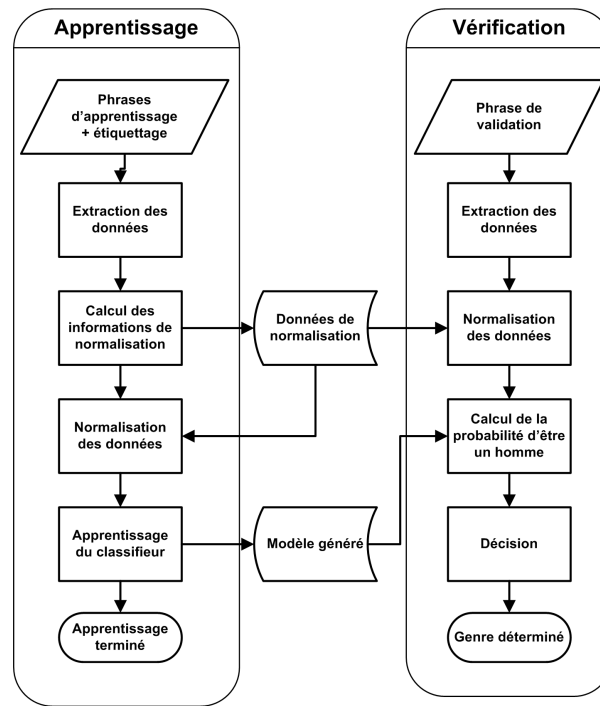 Apprentissage
Phrases
d'apprentissage
+ étiquettage
Extraction des
données
Calcul des
informations de
normalisation
Normalisation
des données
Apprentissage
du classifieur
Apprentissage
terminé
Données de
normalisation
Modèle généré
Vérification
Phrase de
validation
Extraction des
données
Normalisation
des données
Calcul de la
probabilité d'être
un homme
Décision
Genre déterminé